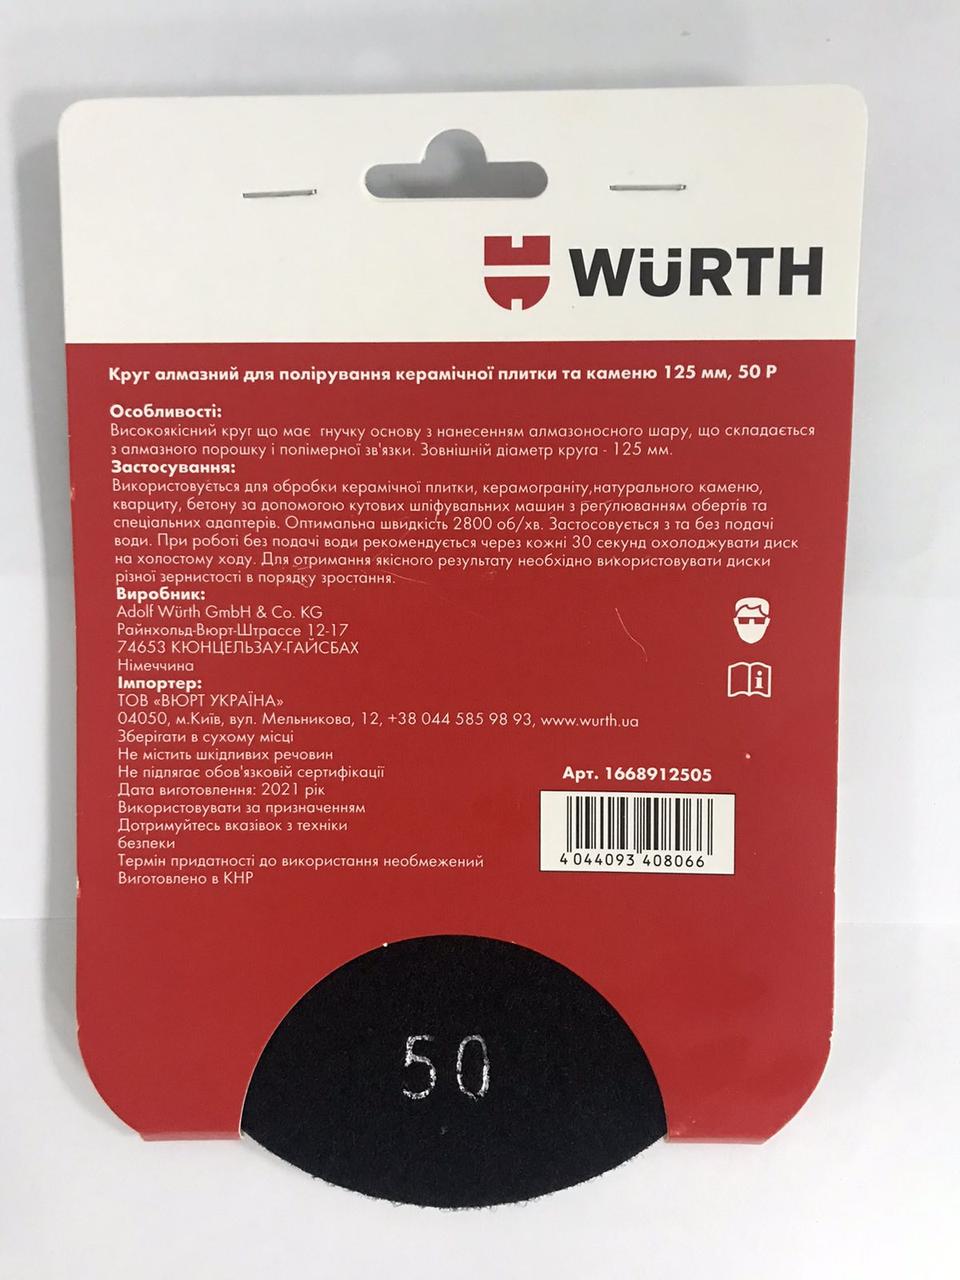 WÜRTH
Круг алмазний для полірування керамічної плитки та каменю 125 мм, 50 Р
Особливості:
Високоякісний круг що має гнучку основу з нанесенням алмазоносного шару, що складається
з алмазного порошку і полімерної зв'язки. Зовнішній діаметр круга - 125 мм.
Застосування:
Використовується для обробки керамічної плитки, керамограніту,натурального каменю,
кварциту, бетону за допомогою кутових шліфувальних машин з регулюванням обертів та
спеціальних адаптерів. Оптимальна швидкість 2800 об/хв. Застосовується з та без подачі
води. При роботі без подачі води рекомендується через кожні 30 секунд охолоджувати диск
на холостому ходу. Для отримання якісного результату необхідно використовувати диски
різної зернистості в порядку зростання.
Виробник:
Adolf Würth GmbH & Co. KG
Райнхольд-Вюрт-Штрассе 12-17
74653 КЮНЦЕЛЬЗАУ-ГАЙСБАХ
Німеччина
Імпортер:
ТОВ «ВЮРТ УКРАЇНА»
04050, м.Київ, вул. Мельникова, 12, +38 044 585 98 93, www.wurth.ua
Зберігати в сухому місці
Не містить шкідливих речовин
Не підлягає обов'язковій сертифікації
Дата виготовлення: 2021 рік
Використовувати за призначенням
Дотримуйтесь вказівок з техніки
безпеки
Термін придатності до використання необмежений
Виготовлено в КНР
Арт. 1668912505
4 044093 408066
50